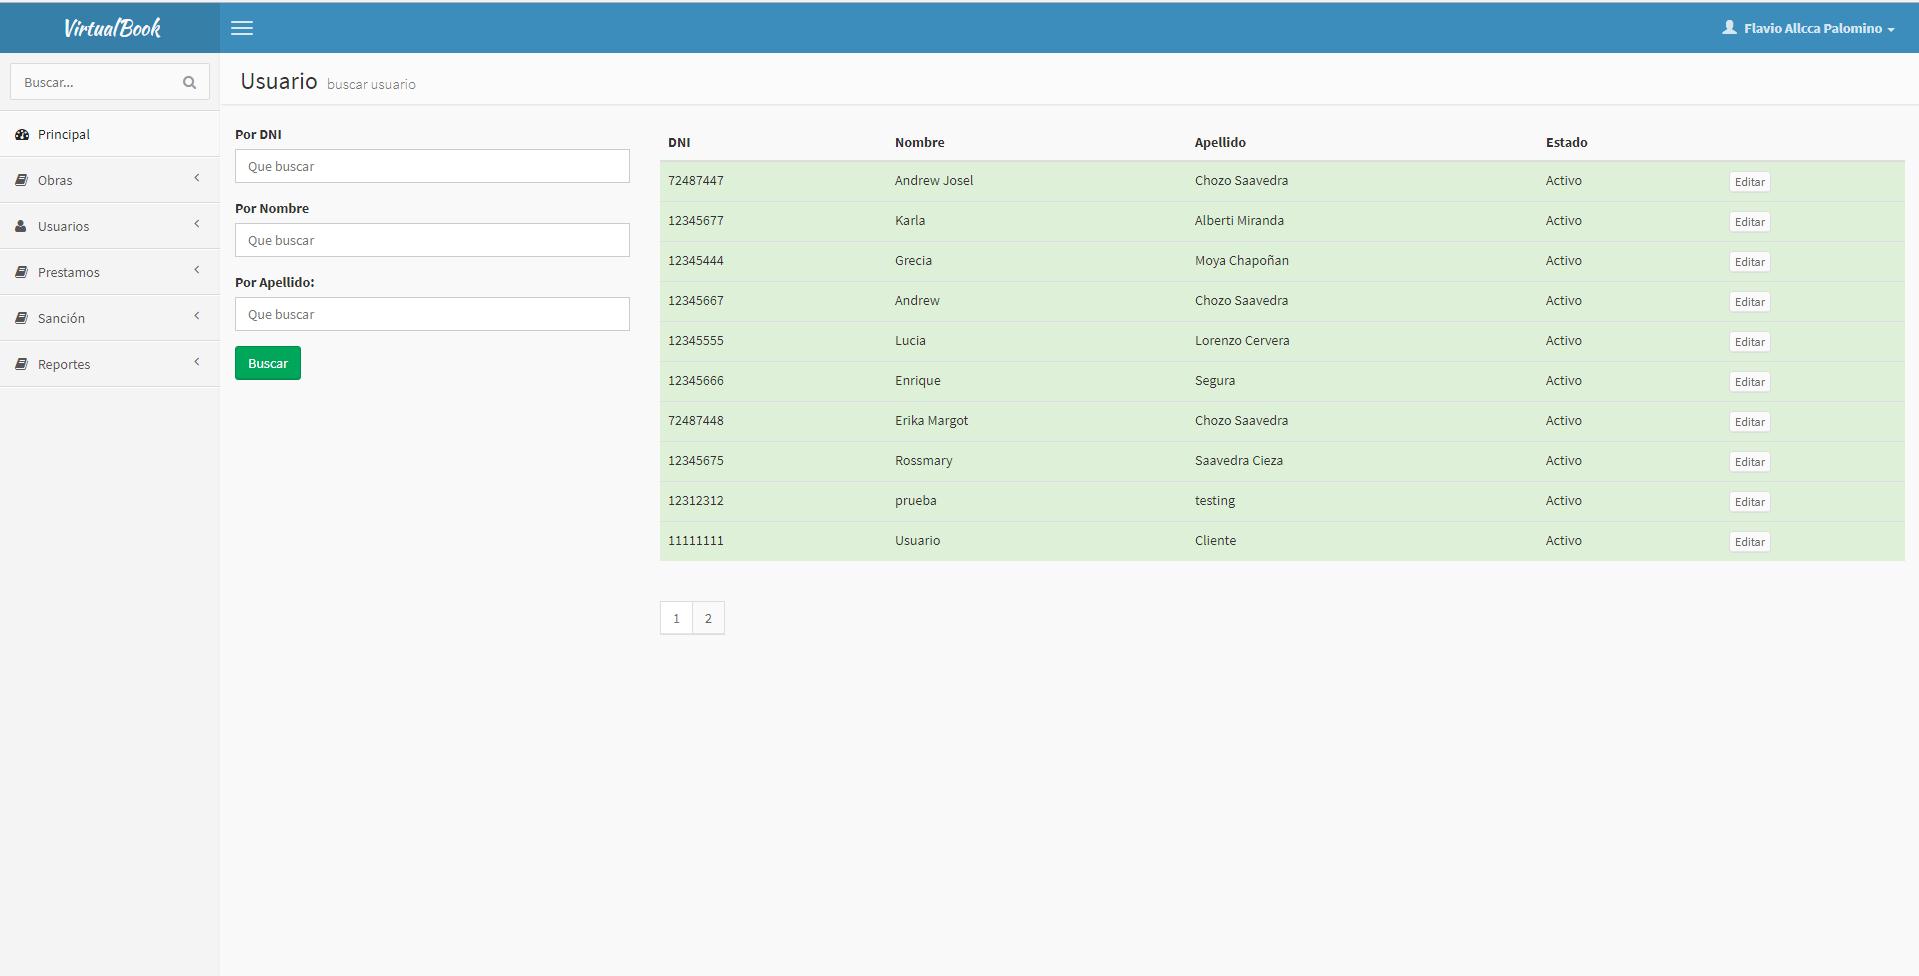 VirtualBook
Flavio Allcca Palomino
Buscar...
Principal
Obras
Usuarios
Prestamos
Sanción
Reportes
Usuario buscar usuario
Por DNI
Que buscar
Por Nombre
Que buscar
Por Apellido:
Que buscar
Buscar
DNI Nombre Apellido Estado
72487447 Andrew Josel Chozo Saavedra Activo Editar
12345677 Karla Alberti Miranda Activo Editar
12345444 Grecia Moya Chapoñan Activo Editar
12345667 Andrew Chozo Saavedra Activo Editar
12345555 Lucia Lorenzo Cervera Activo Editar
12345666 Enrique Segura Activo Editar
72487448 Erika Margot Chozo Saavedra Activo Editar
12345675 Rossmary Saavedra Cieza Activo Editar
12312312 prueba testing Activo Editar
11111111 Usuario Cliente Activo Editar
1 2